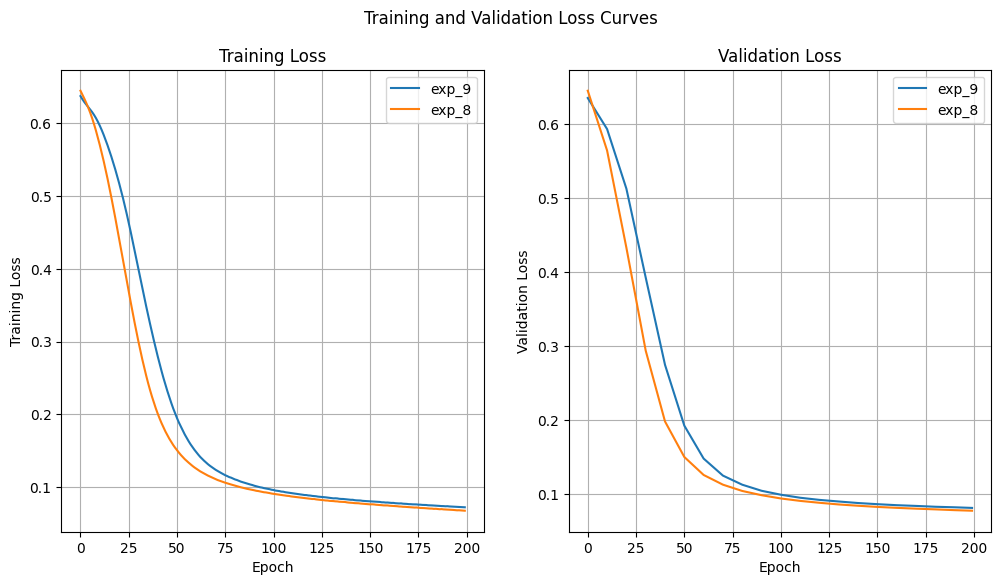 Training and Validation Loss Curves
Training Loss
exp_9
exp_8
0.6
0.5
0.4
0.3
0.2
0.1
Training Loss
0 25 50 75 100 125 150 175 200
Epoch
Validation Loss
exp_9
exp_8
0.6
0.5
0.4
0.3
0.2
0.1
Validation Loss
0 25 50 75 100 125 150 175 200
Epoch